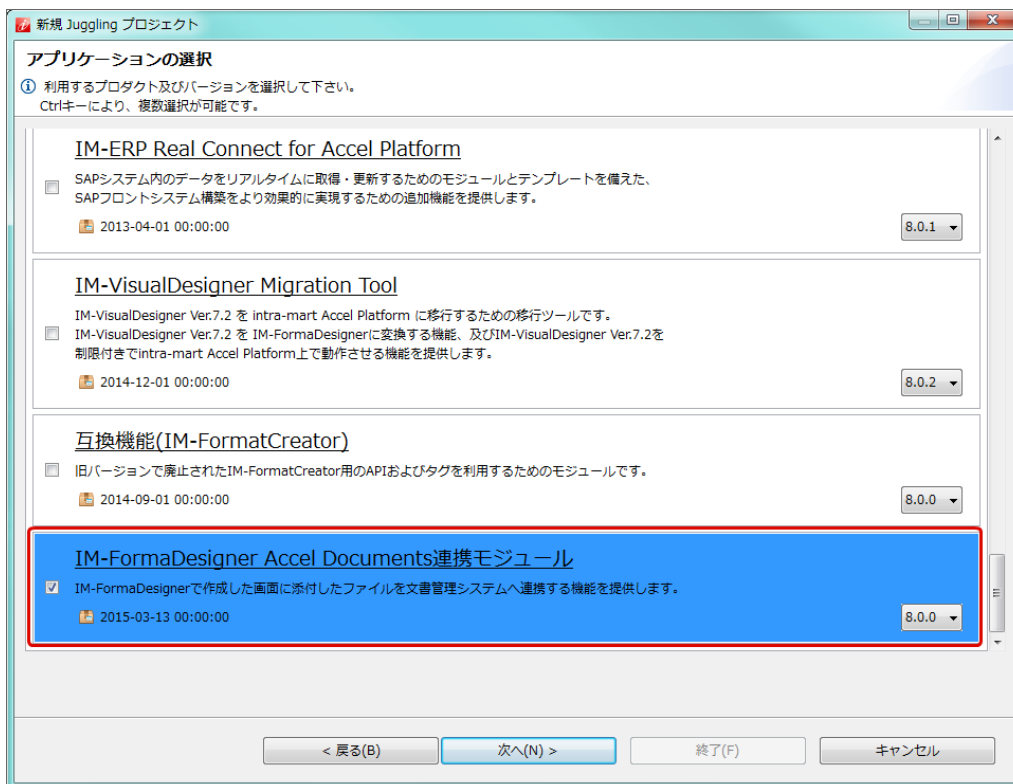 新規 Juggling プロジェクト
アプリケーションの選択
利用するプロダクト及びバージョンを選択して下さい。
Ctrlキーにより、複数選択が可能です。
IM-ERP Real Connect for Accel Platform
SAPシステム内のデータをリアルタイムに取得・更新するためのモジュールとテンプレートを備えた、
SAPフロントシステム構築をより効果的に実現するための追加機能を提供します。
2013-04-01 00:00:00
8.0.1
IM-VisualDesigner Migration Tool
IM-VisualDesigner Ver.7.2 を intra-mart Accel Platform に移行するための移行ツールです。
IM-VisualDesigner Ver.7.2 を IM-FormaDesignerに変換する機能、及びIM-VisualDesigner Ver.7.2を
制限付きでintra-mart Accel Platform上で動作させる機能を提供します。
2014-12-01 00:00:00
8.0.2
互換機能(IM-FormatCreator)
旧バージョンで廃止されたIM-FormatCreator用のAPIおよびタグを利用するためのモジュールです。
2014-09-01 00:00:00
8.0.0
IM-FormaDesigner Accel Documents連携モジュール
IM-FormaDesignerで作成した画面に添付したファイルを文書管理システムへ連携する機能を提供します。
2015-03-13 00:00:00
8.0.0
< 戻る(B)
次へ(N) >
終了(F)
キャンセル